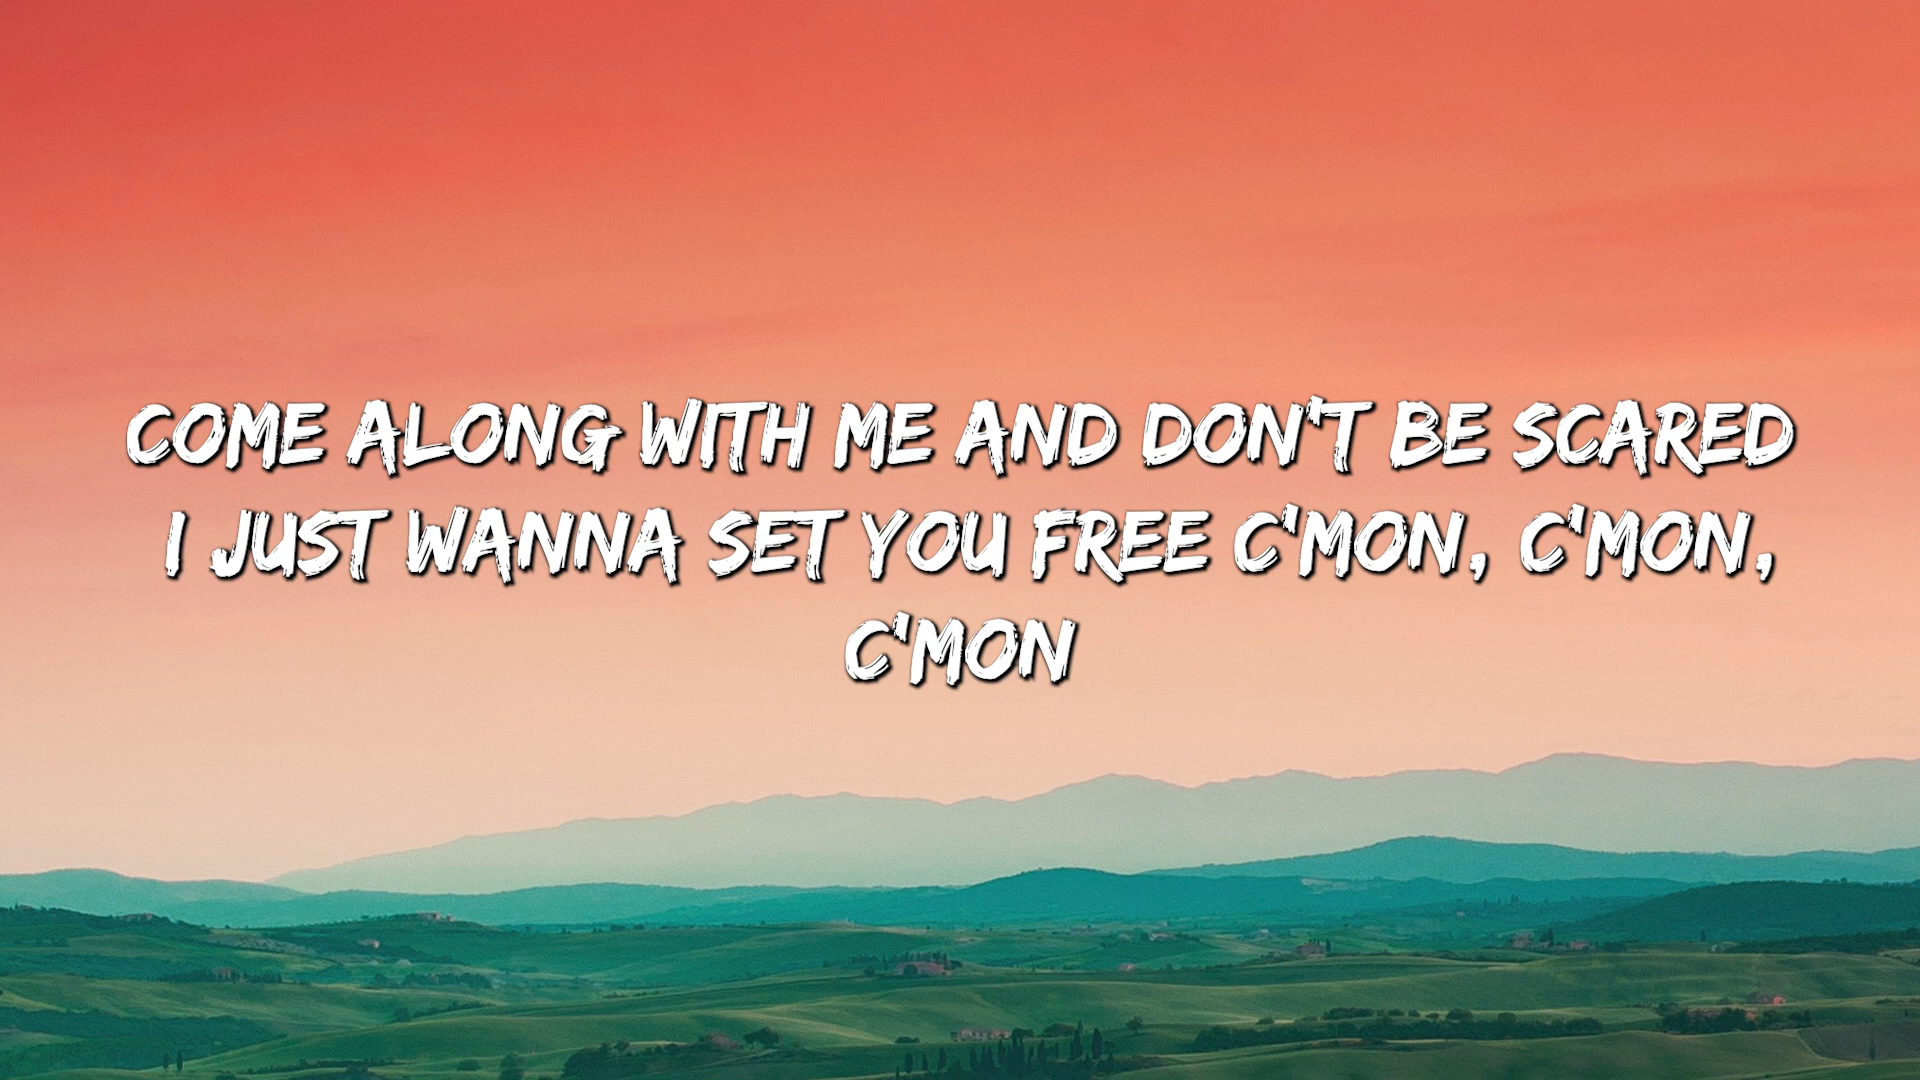 COME ALONG WITH ME AND DON'T BE SCARED
I JUST WANNA SET YOU FREE C'MON, C'MON,
C'MON